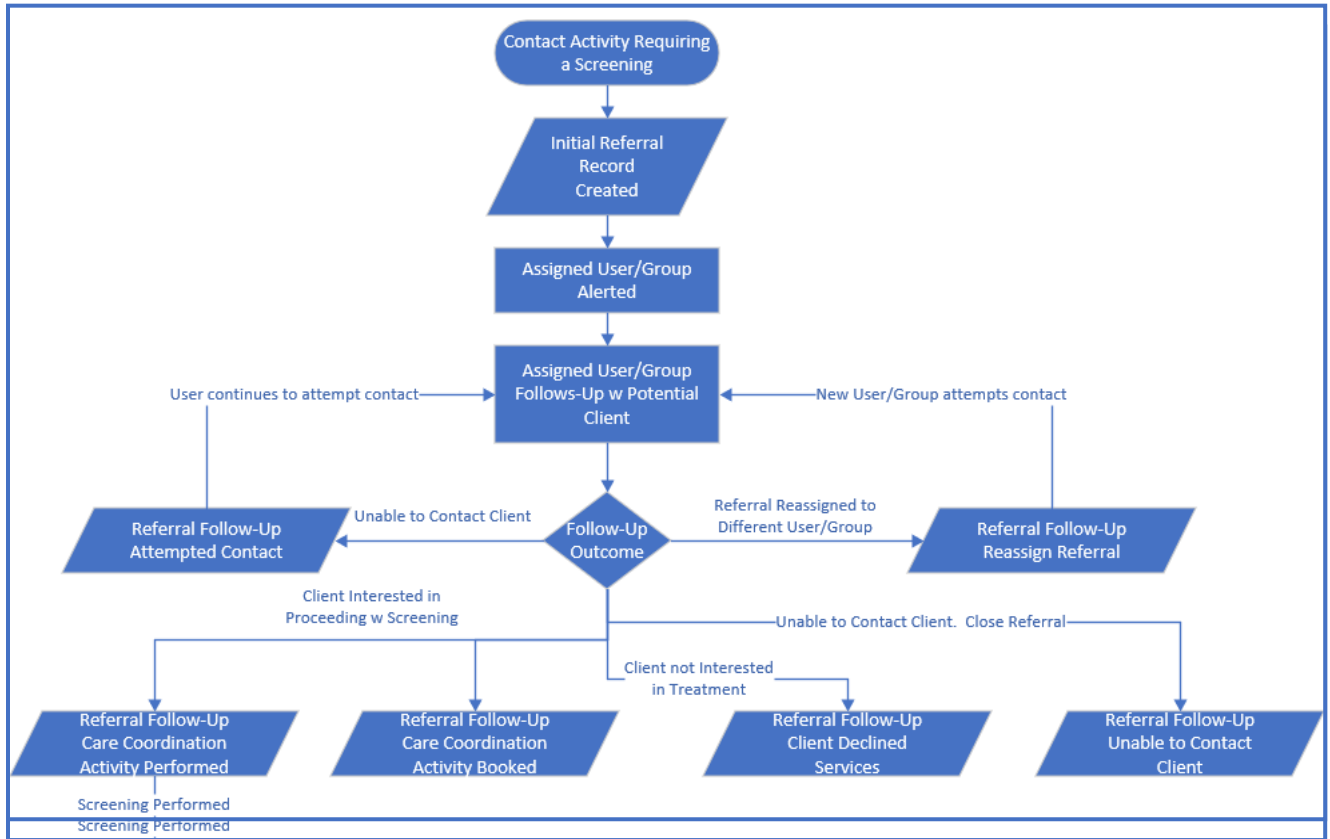 Contact Activity Requiring
a Screening
Initial Referral
Record
Created
Assigned User/Group
Alerted
Assigned User/Group
Follows-Up w Potential
Client
User continues to attempt contact
New User/Group attempts contact
Referral Follow-Up
Attempted Contact
Unable to Contact Client
Follow-Up
Outcome
Referral Reassigned to
Different User/Group
Referral Follow-Up
Reassign Referral
Client Interested in
Proceeding w Screening
Unable to Contact Client.  Close Referral
Client not Interested
in Treatment
Referral Follow-Up
Care Coordination
Activity Performed
Referral Follow-Up
Care Coordination
Activity Booked
Referral Follow-Up
Client Declined
Services
Referral Follow-Up
Unable to Contact
Client
Screening Performed
Screening Performed